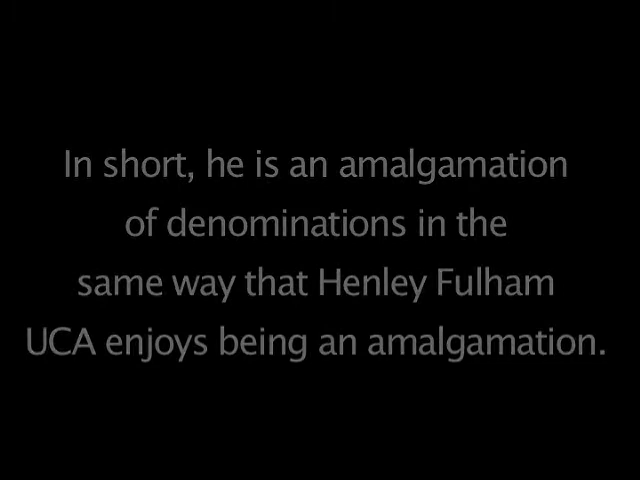 In short, he is an amalgamation
of denominations in the
same way that Henley Fulham
UCA enjoys being an amalgamation.